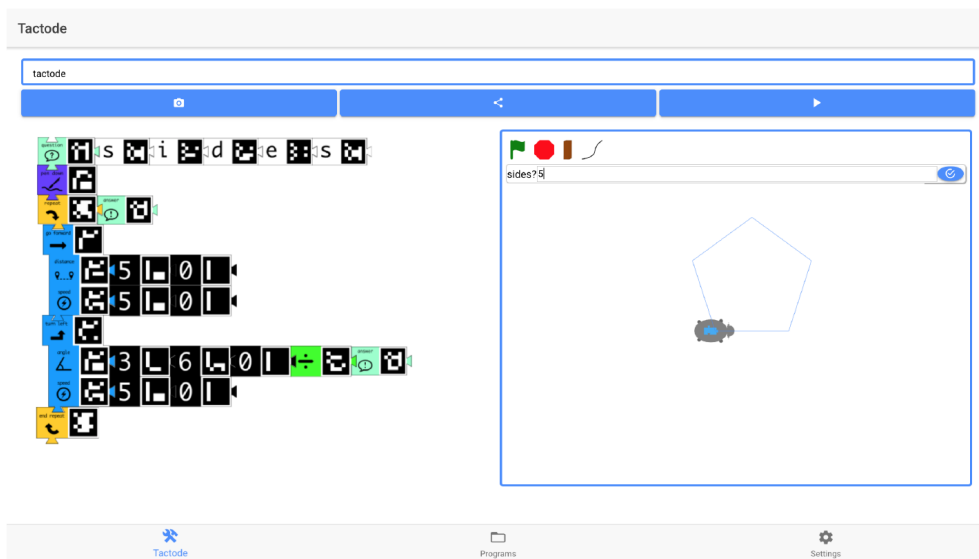 Tactode
tactode
question
s i d e s
pen down
repeat
answer
go forward
distance
5 0
speed
5 0
turn left
angle
3 6 0 ÷
answer
speed
5 0
end repeat
sides? 5
Tactode
Programs
Settings